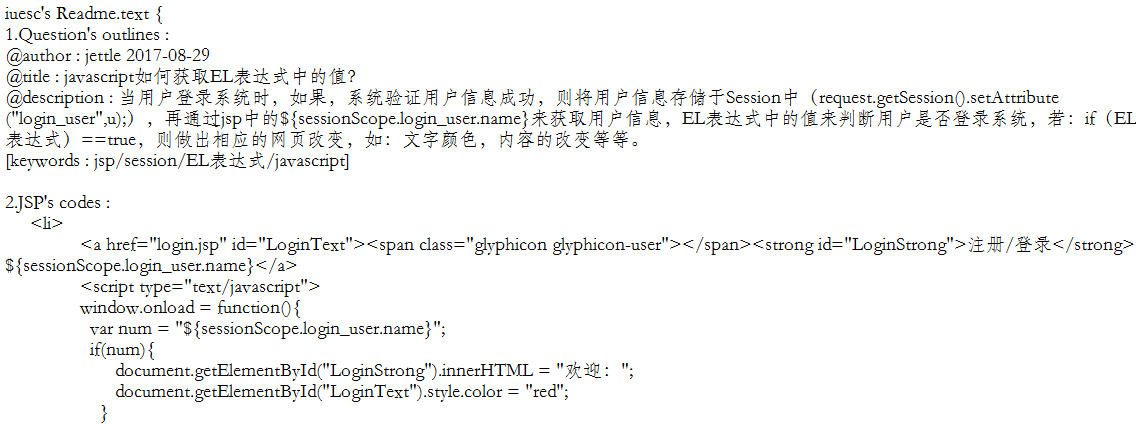 iuesc's Readme.text {
1.Question's outlines :
@author : jettle 2017-08-29
@title : javascript如何获取EL表达式中的值?
@description : 当用户登录系统时，如果，系统验证用户信息成功，则将用户信息存储于Session中（request.getSession().setAttribute
("login_user",u);），再通过jsp中的${sessionScope.login_user.name}来获取用户信息，EL表达式中的值来判断用户是否登录系统，若：if（EL
表达式）==true，则做出相应的网页改变，如：文字颜色，内容的改变等等。
[keywords : jsp/session/EL表达式/javascript]
2.JSP's codes :
<li>
<a href="login.jsp" id="LoginText"><span class="glyphicon glyphicon-user"></span><strong id="LoginStrong">注册/登录</strong>
${sessionScope.login_user.name}</a>
<script type="text/javascript">
window.onload = function(){
var num = "${sessionScope.login_user.name}";
if(num){
document.getElementById("LoginStrong").innerHTML = "欢迎：";
document.getElementById("LoginText").style.color = "red";
}